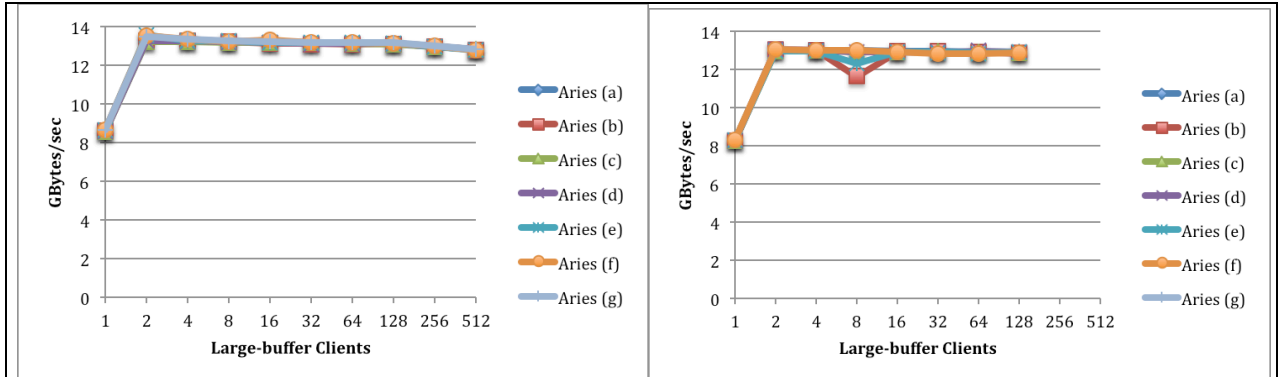 14
12
10
8
6
4
2
0
GBytes/sec
1 2 4 8 16 32 64 128 256 512
Large-buffer Clients
Aries (a)
Aries (b)
Aries (c)
Aries (d)
Aries (e)
Aries (f)
Aries (g)
14
12
10
8
6
4
2
0
GBytes/sec
1 2 4 8 16 32 64 128 256 512
Large-buffer Clients
Aries (a)
Aries (b)
Aries (c)
Aries (d)
Aries (e)
Aries (f)
Aries (g)